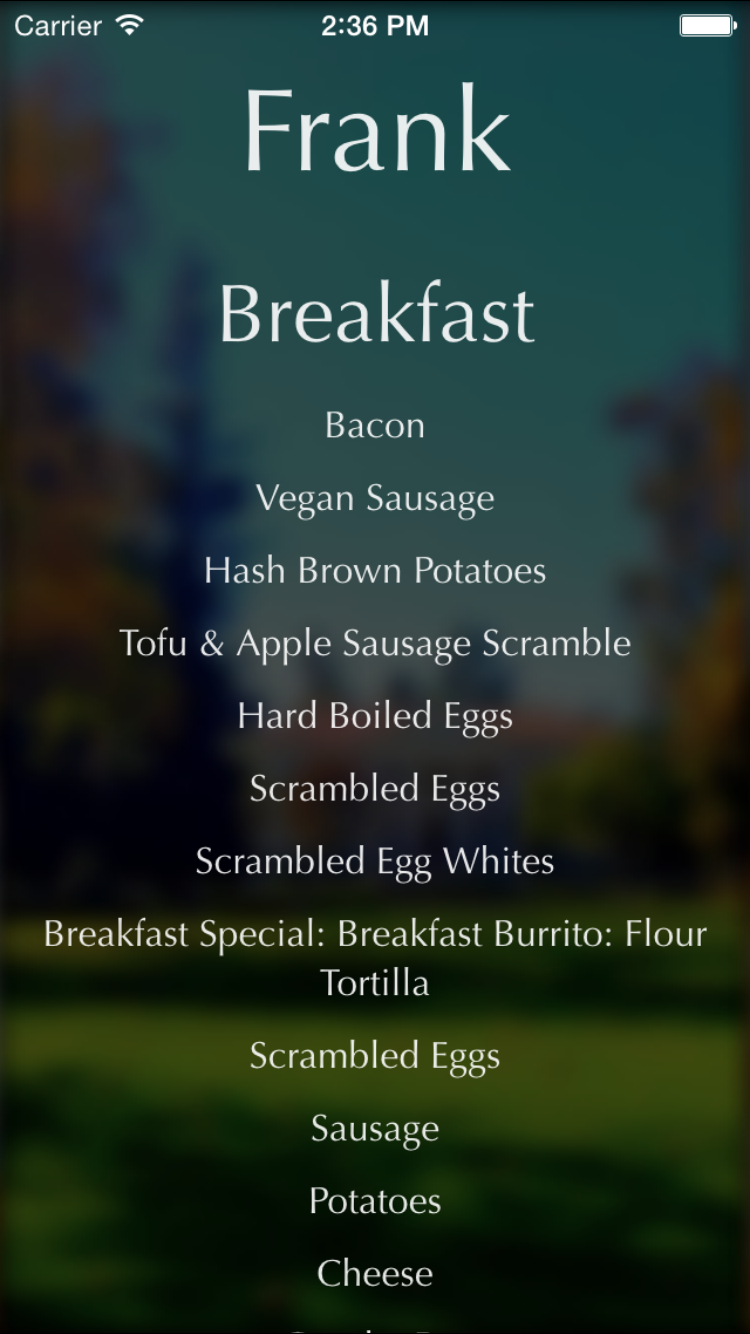 Carrier 2:36 PM
Frank
Breakfast
Bacon
Vegan Sausage
Hash Brown Potatoes
Tofu & Apple Sausage Scramble
Hard Boiled Eggs
Scrambled Eggs
Scrambled Egg Whites
Breakfast Special: Breakfast Burrito: Flour
Tortilla
Scrambled Eggs
Sausage
Potatoes
Cheese